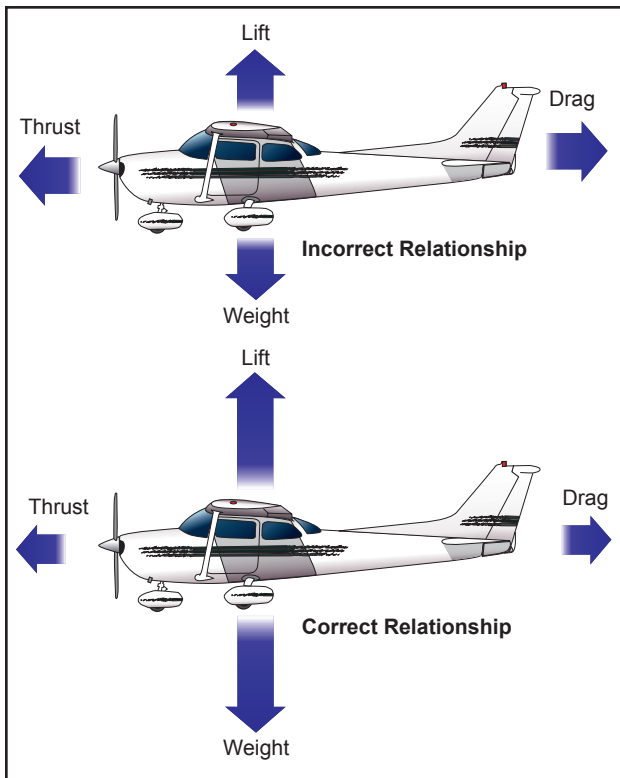 Lift
Thrust
Drag
Incorrect Relationship
Weight
Lift
Thrust
Drag
Correct Relationship
Weight